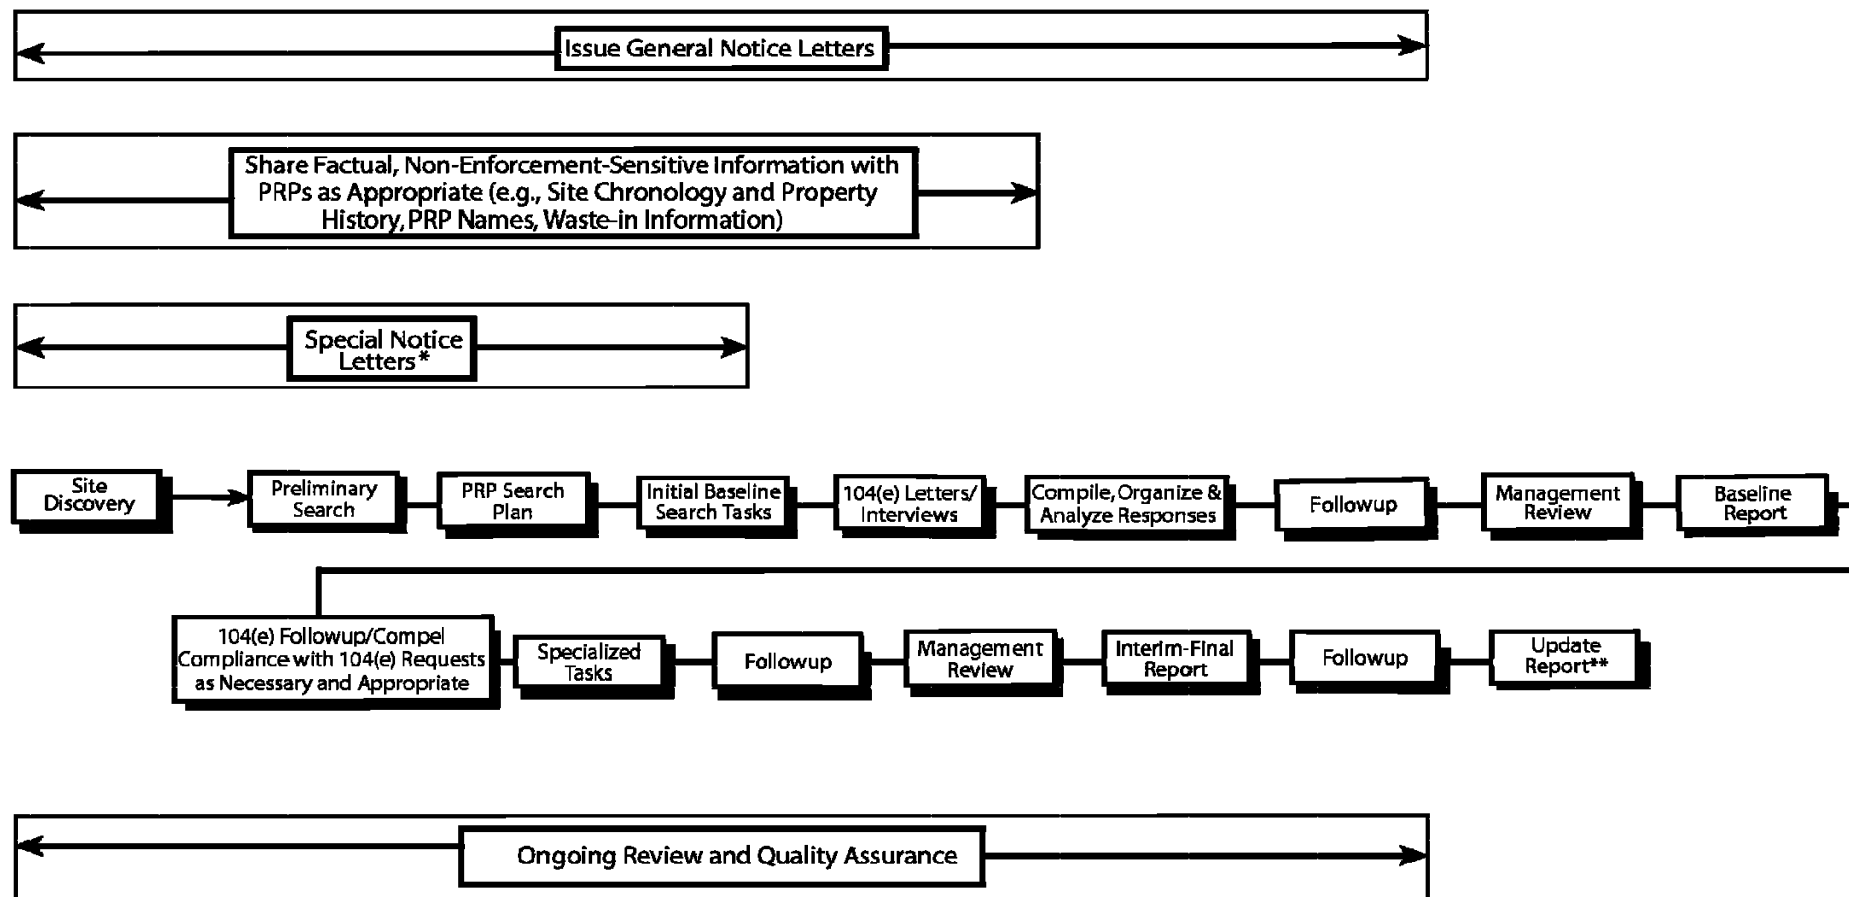 Issue General Notice Letters
Share Factual, Non-Enforcement-Sensitive Information with
PRPs as Appropriate (e.g., Site Chronology and Property
History, PRP Names, Waste-in Information)
Special Notice
Letters*
Site
Discovery
Preliminary
Search
PRP Search
Plan
Initial Baseline
Search Tasks
104(e) Letters/
Interviews
Compile, Organize &
Analyze Responses
Followup
Management
Review
Baseline
Report
104(e) Followup/Compel
Compliance with 104(e) Requests
as Necessary and Appropriate
Specialized
Tasks
Followup
Management
Review
Interim-Final
Report
Followup
Update
Report**
Ongoing Review and Quality Assurance